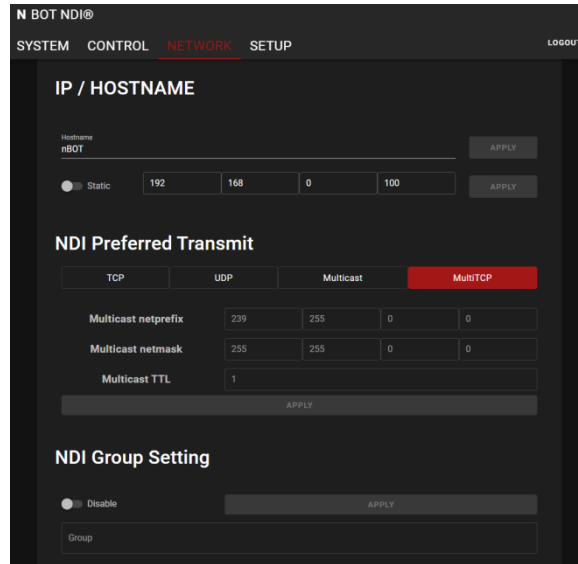 N BOT NDI®
SYSTEM CONTROL NETWORK SETUP LOGOUT
IP / HOSTNAME
Hostname
nBOT
APPLY
Static 192 168 0 100 APPLY
NDI Preferred Transmit
TCP UDP Multicast MultiTCP
Multicast netprefix 239 255 0 0
Multicast netmask 255 255 0 0
Multicast TTL 1
APPLY
NDI Group Setting
Disable APPLY
Group